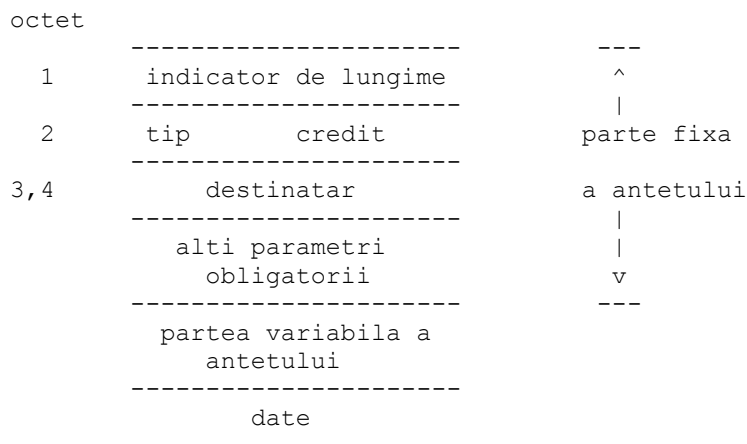 octet
---------------------- ---
1 indicator de lungime ^
---------------------- |
2 tip credit parte fixa
----------------------
3,4 destinatar a antetului
---------------------- |
alti parametri |
obligatorii v
---------------------- ---
partea variabila a
antetului
----------------------
date